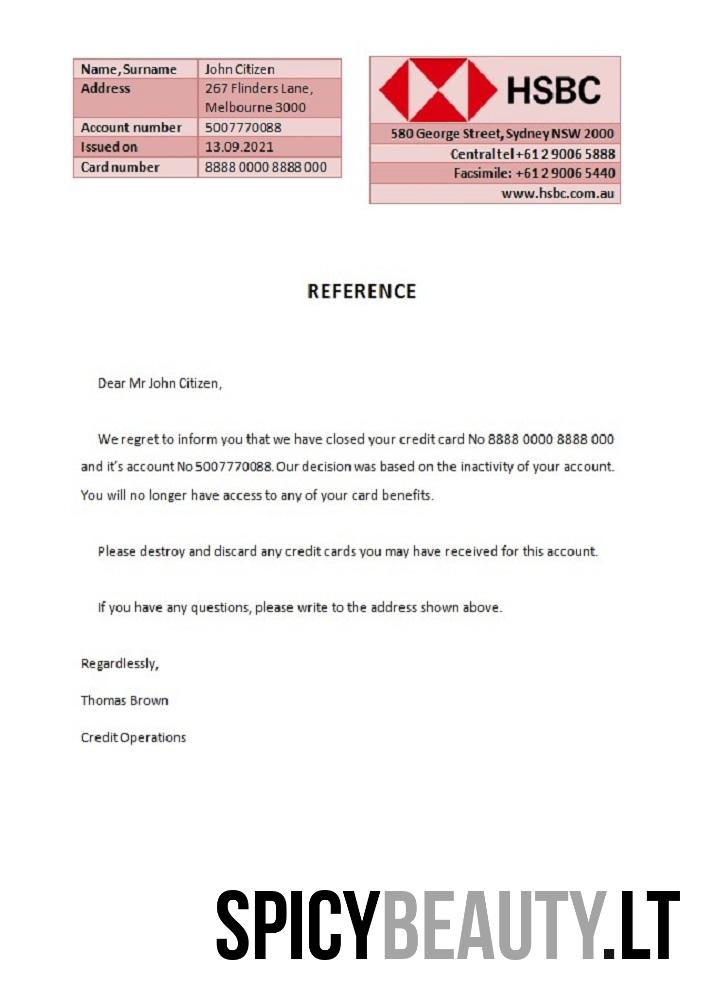 Name, Surname John Citizen
Address 267 Flinders Lane,
Melbourne 3000
Account number 5007770088
Issued on 13.09.2021
Card number 8888 0000 8888 000
HSBC
580 George Street, Sydney NSW 2000
Central tel +61 2 9006 5888
Facsimile: +61 2 9006 5440
www.hsbc.com.au
REFERENCE
Dear Mr John Citizen,
We regret to inform you that we have closed your credit card No 8888 0000 8888 000
and it’s account No 5007770088. Our decision was based on the inactivity of your account.
You will no longer have access to any of your card benefits.
Please destroy and discard any credit cards you may have received for this account.
If you have any questions, please write to the address shown above.
Regardlessly,
Thomas Brown
Credit Operations
SPICYBEAUTY.LT